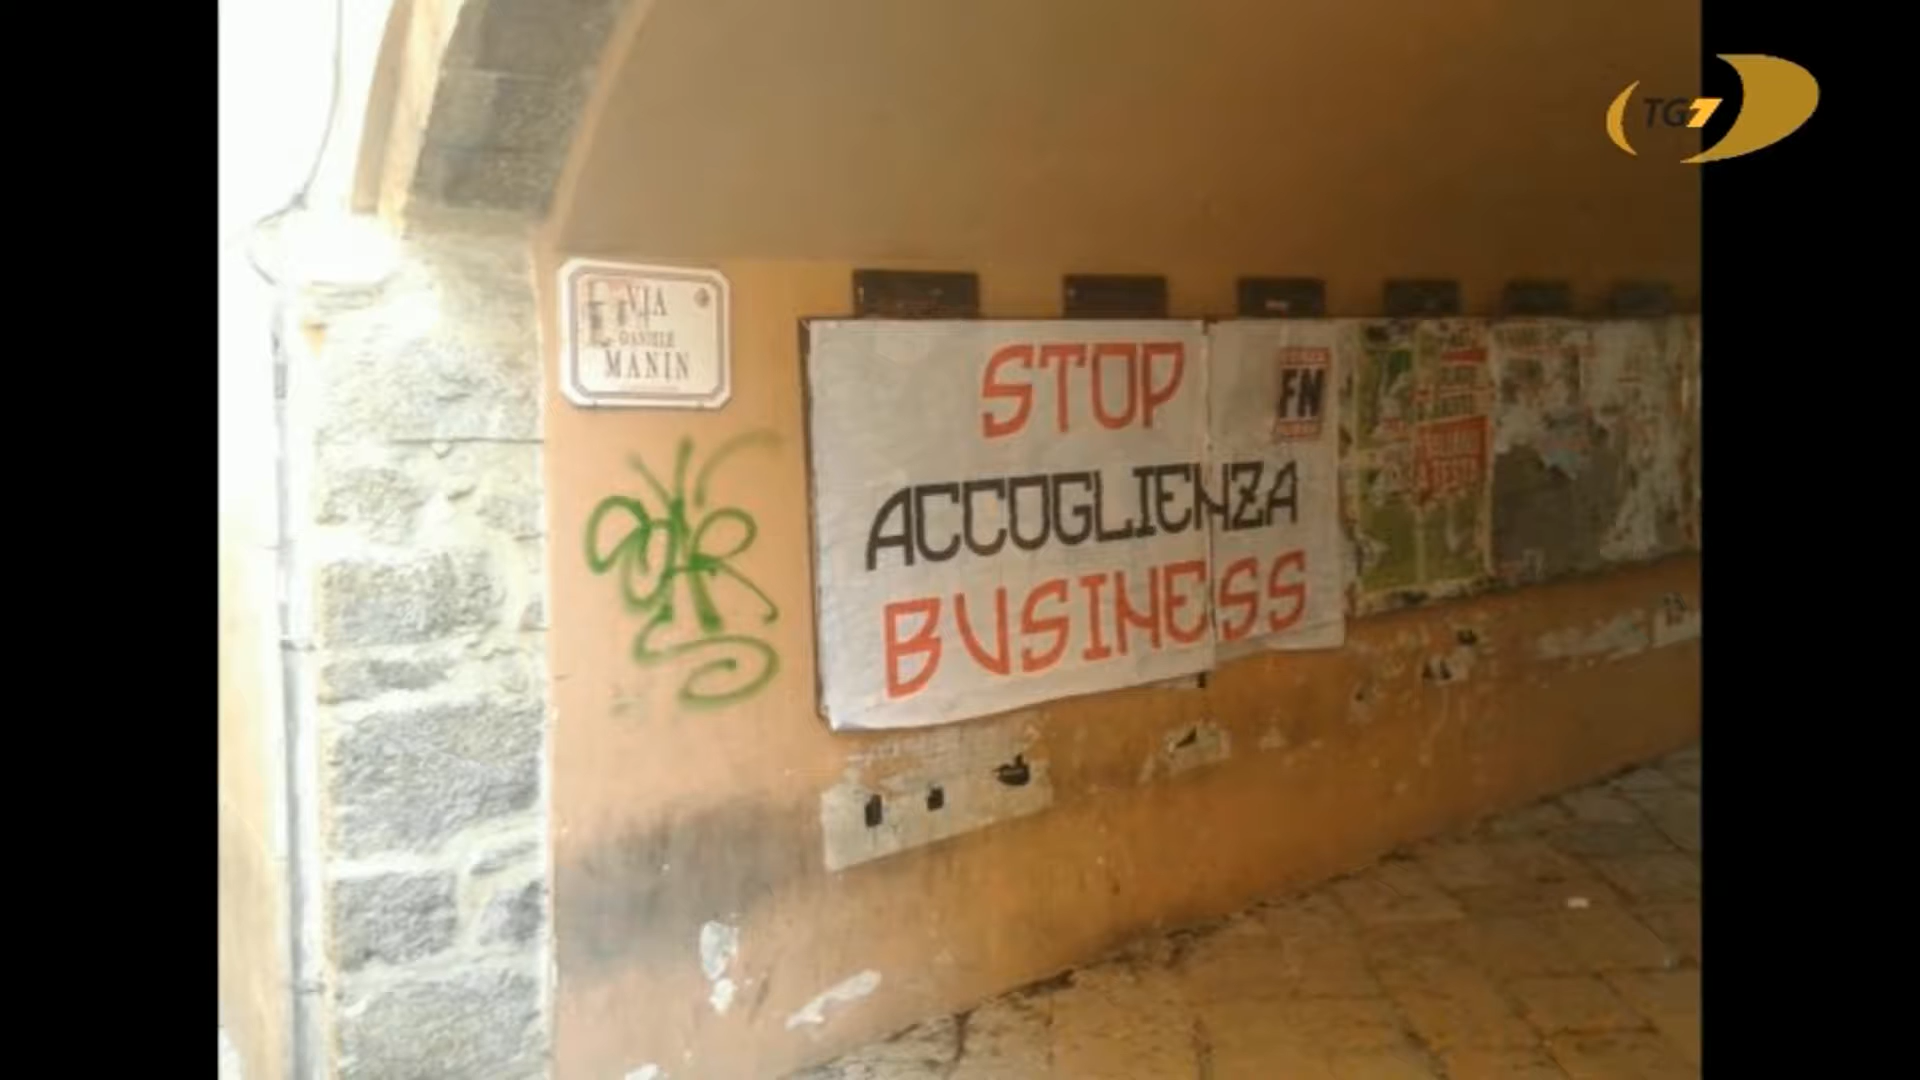 TG7
VIA
DANIELE
MANIN
STOP
FN
ACCOGLIENZA
BUSINESS